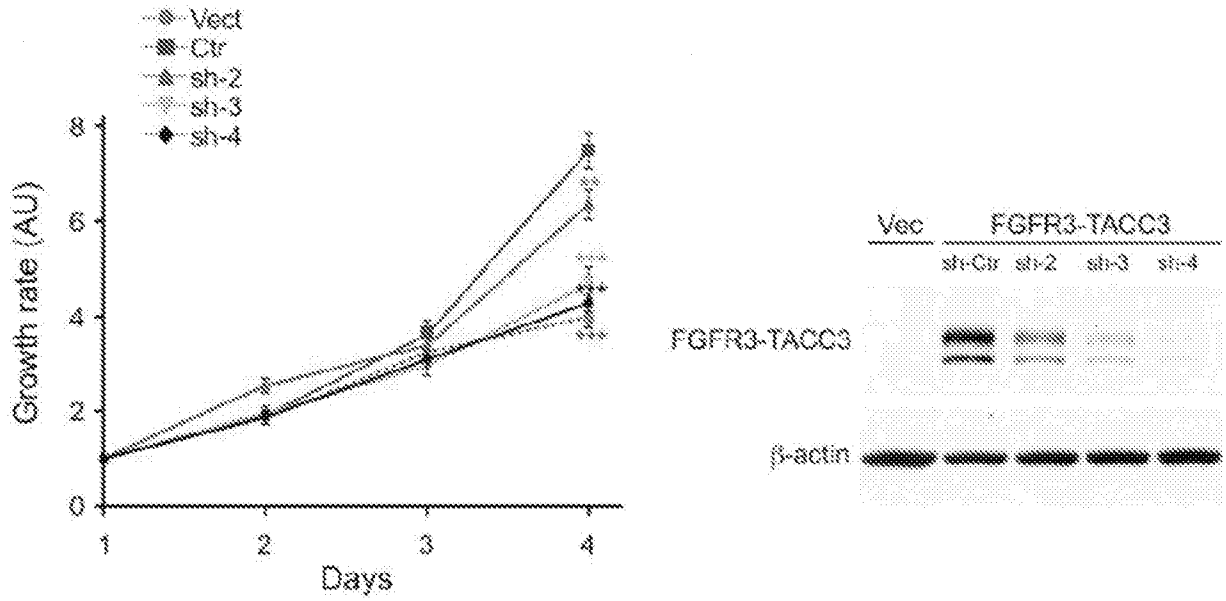 Vect
Ctr
sh-2
sh-3
sh-4
Growth rate (AU)
8
6
4
2
0
**
***
***
***
1 2 3 4
Days
Vec FGFR3-TACC3
sh-Ctr sh-2 sh-3 sh-4
FGFR3-TACC3
β-actin